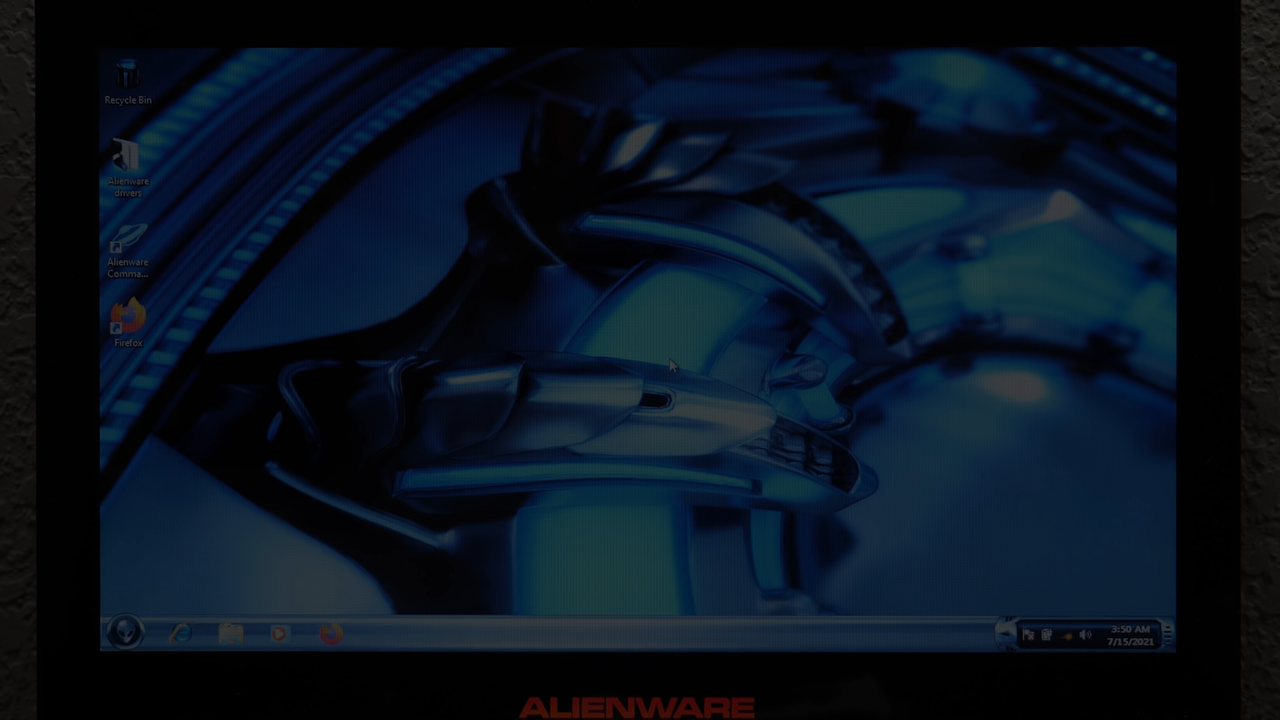 Recycle Bin
Alienware
drivers
Alienware
Comma...
Firefox
3:50 AM
7/15/2021
ALIENWARE